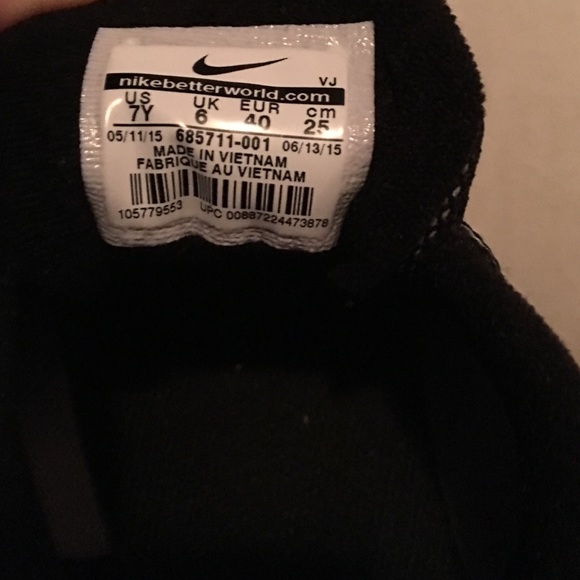 VJ
nikebetterworld.com
US UK EUR cm
7Y 6 40 25
05/11/15 685711-001 06/13/15
MADE IN VIETNAM
FABRIQUE AU VIETNAM
105779553 UPC 00887224473878